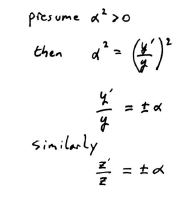 presume α² > 0
then α² = (y'/y)²
y'/y = ± α
similarly
z'/z = ± α